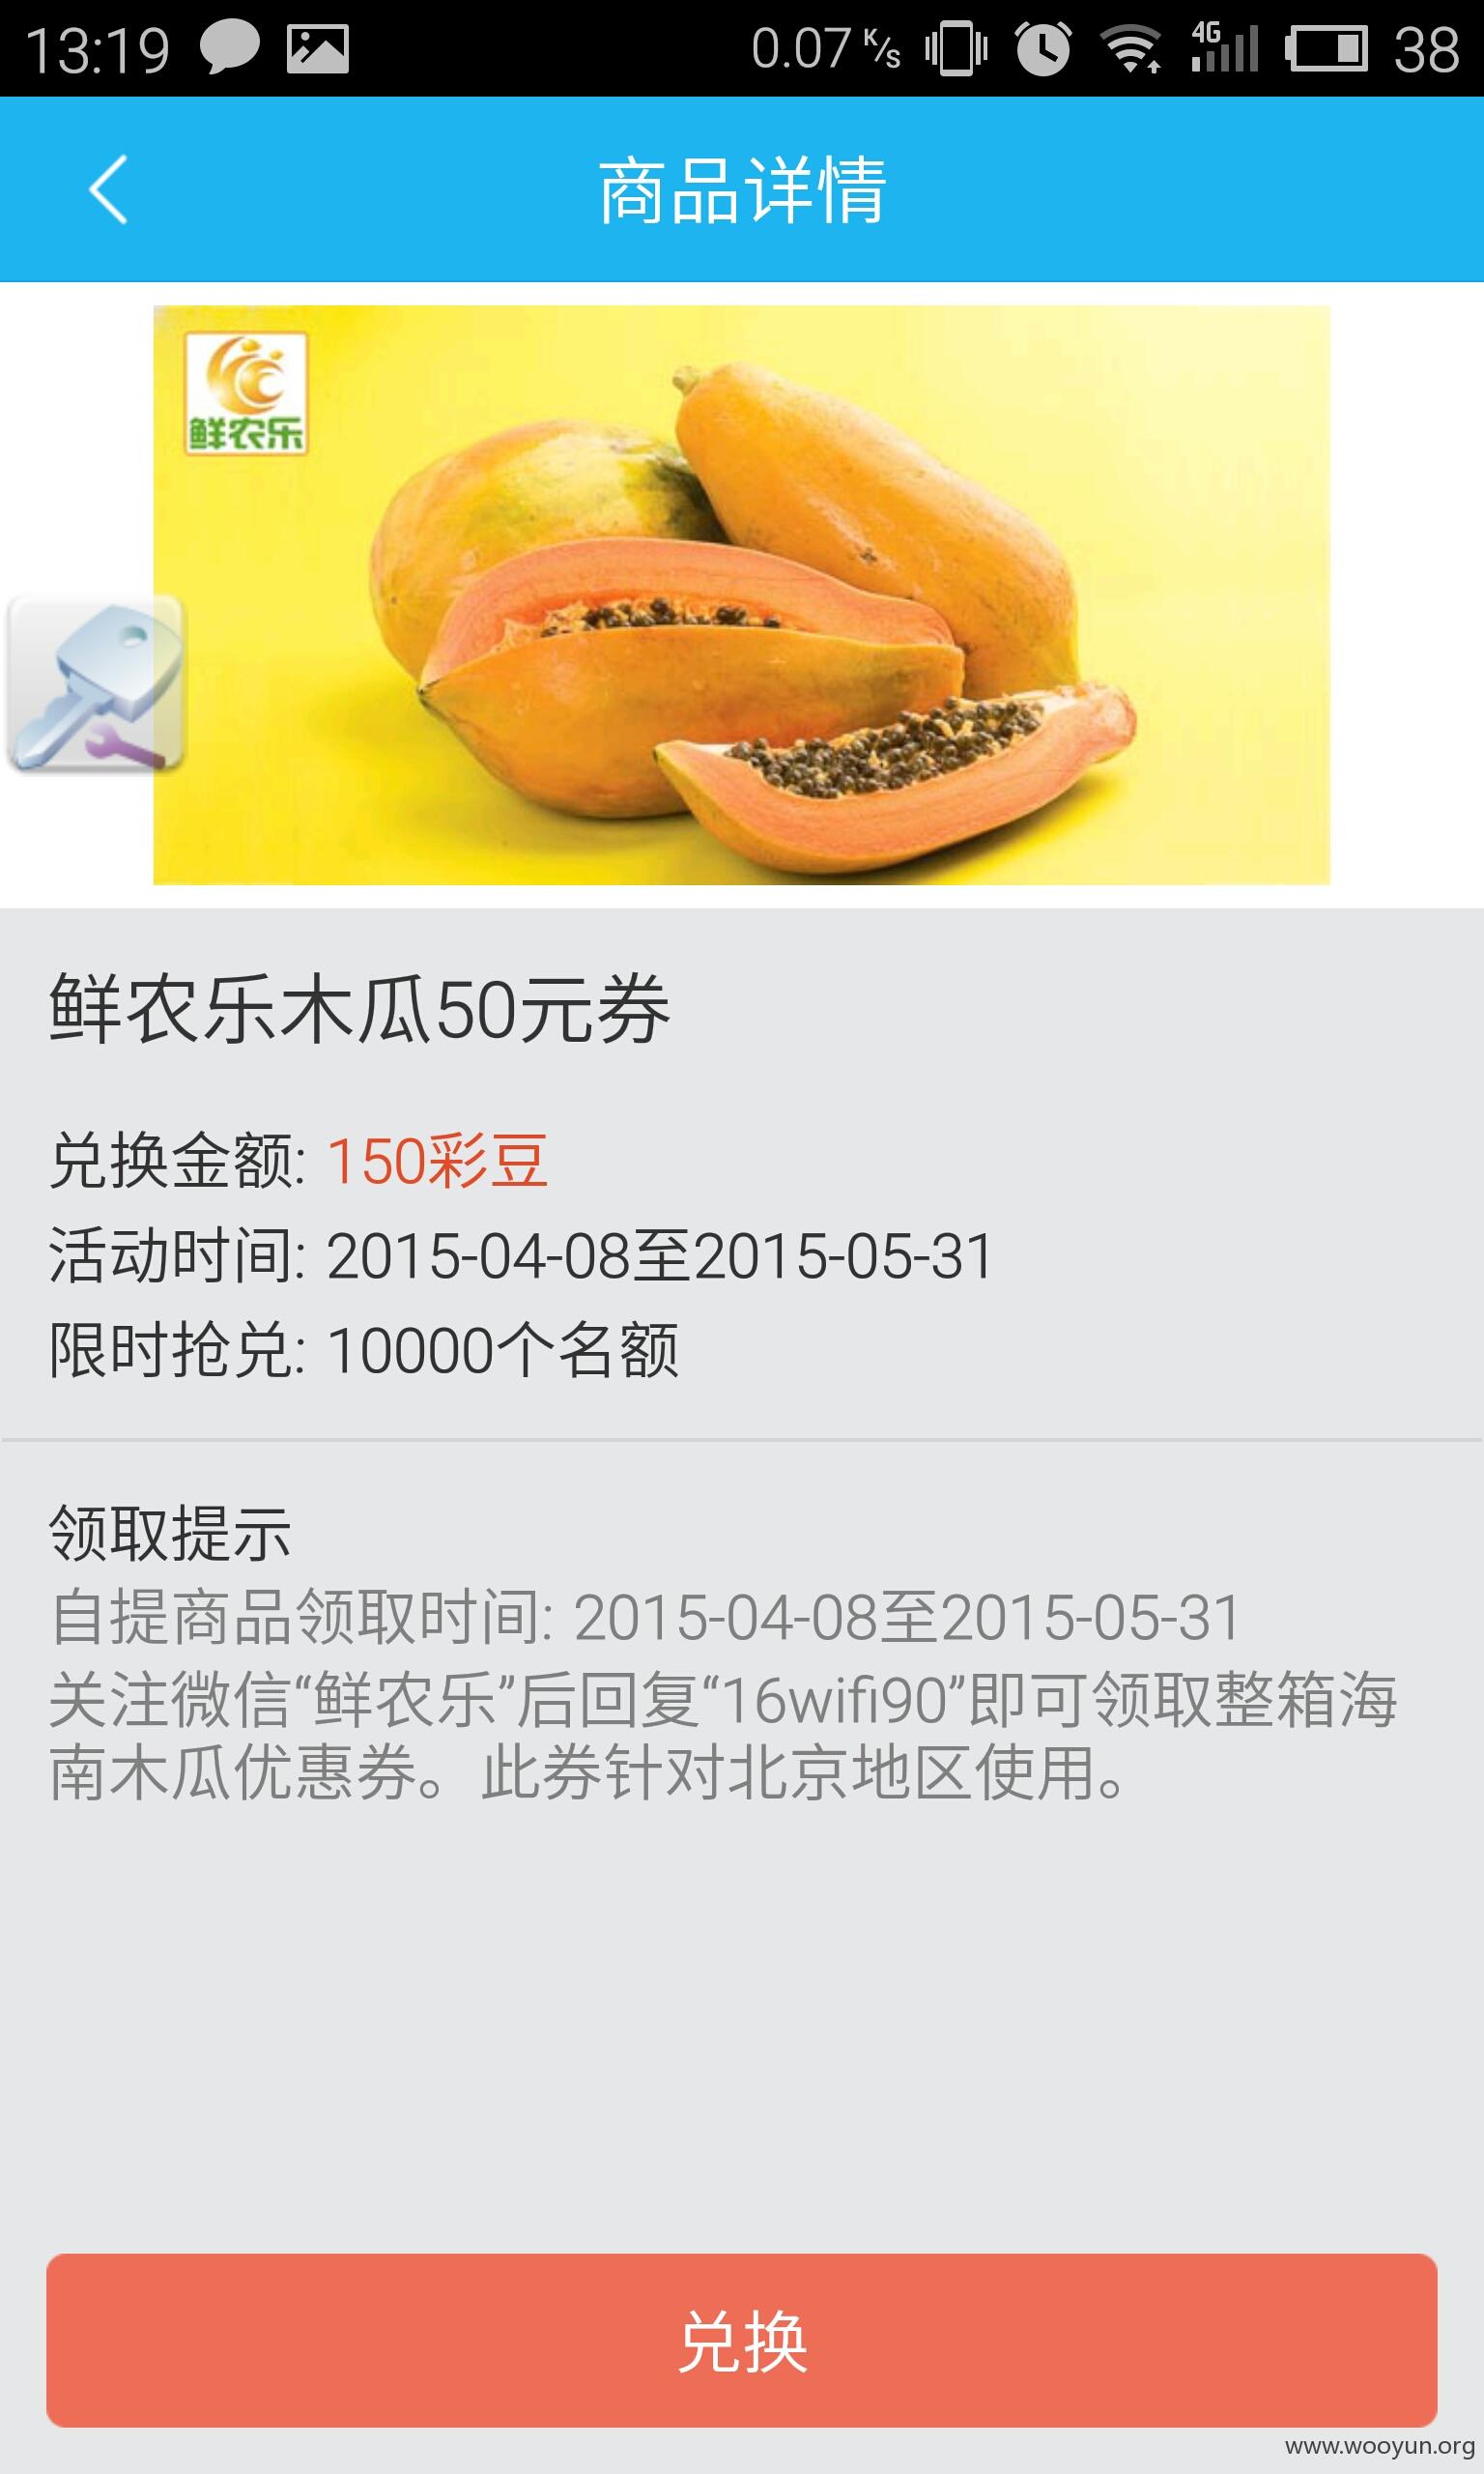 13:19
0.07 K/s
4G
38
商品详情
鲜农乐
鲜农乐木瓜50元券
兑换金额: 150彩豆
活动时间: 2015-04-08至2015-05-31
限时抢兑: 10000个名额
领取提示
自提商品领取时间: 2015-04-08至2015-05-31
关注微信“鲜农乐”后回复“16wifi90”即可领取整箱海
南木瓜优惠券。此券针对北京地区使用。
兑换
www.wooyun.org